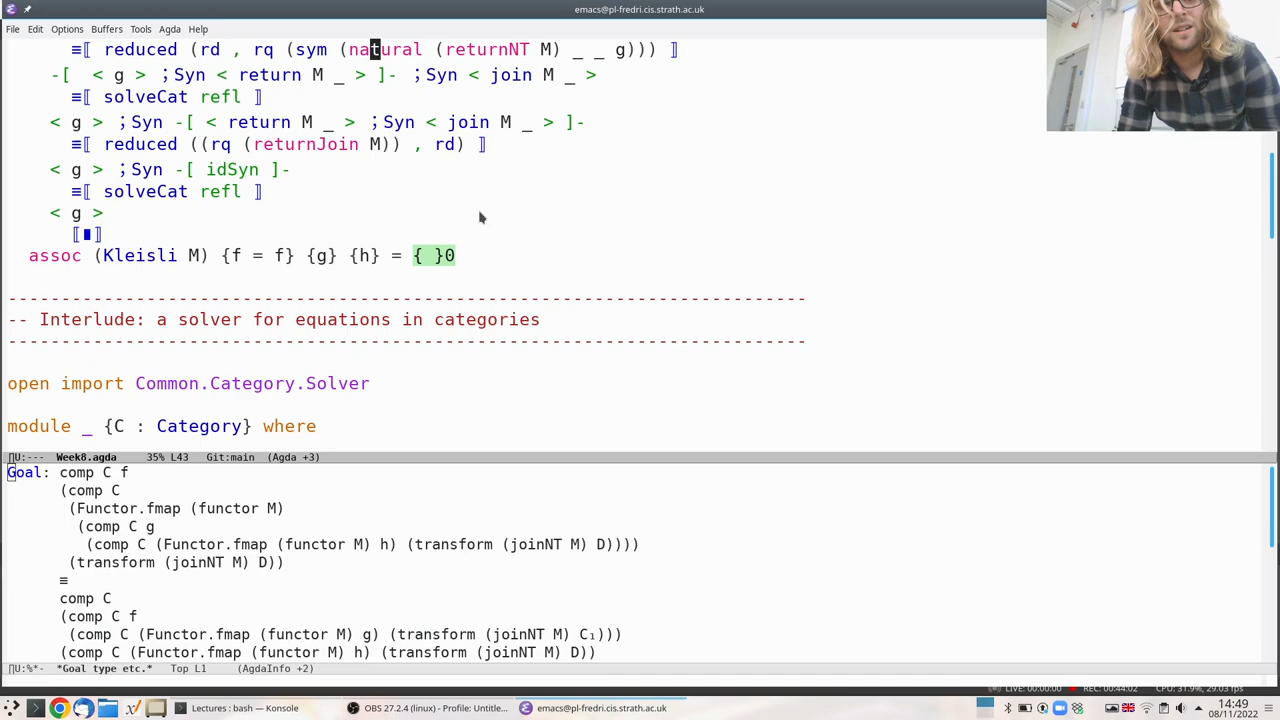 emacs@pl-fredri.cis.strath.ac.uk
File Edit Options Buffers Tools Agda Help
≡⟦ reduced (rd , rq (sym (natural (returnNT M) _ _ g))) ⟧
-[ < g > ;Syn < return M _ > ]- ;Syn < join M _ >
≡⟦ solveCat refl ⟧
< g > ;Syn -[ < return M _ > ;Syn < join M _ > ]-
≡⟦ reduced ((rq (returnJoin M)) , rd) ⟧
< g > ;Syn -[ idSyn ]-
≡⟦ solveCat refl ⟧
< g >
⟦∎⟧
assoc (Kleisli M) {f = f} {g} {h} = { }0
---------------------------------------------------------------------------
-- Interlude: a solver for equations in categories
---------------------------------------------------------------------------
open import Common.Category.Solver
module _ {C : Category} where
U:--- Week8.agda 35% L43 Git:main (Agda +3)
Goal: comp C f
(comp C
(Functor.fmap (functor M)
(comp C g
(comp C (Functor.fmap (functor M) h) (transform (joinNT M) D))))
(transform (joinNT M) D))
≡
comp C
(comp C f
(comp C (Functor.fmap (functor M) g) (transform (joinNT M) C₁)))
(comp C (Functor.fmap (functor M) h) (transform (joinNT M) D))
U:%*- *Goal type etc.* Top L1 (AgdaInfo +2)
LIVE: 00:00:00 REC: 00:44:02 CPU: 31.9%, 29.03 fps
Lectures : bash — Konsole
OBS 27.2.4 (linux) - Profile: Untitle...
emacs@pl-fredri.cis.strath.ac.uk
14:49
08/11/2022